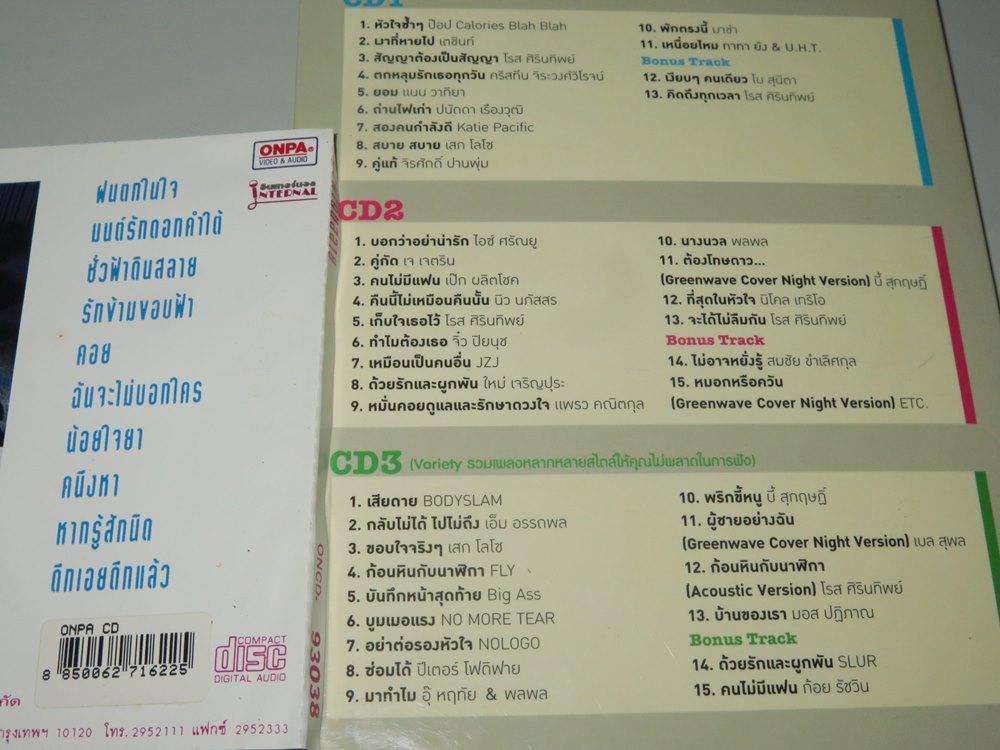 CD1
1. หัวใจช้ำๆ ป๊อป Calories Blah Blah
2. เงาที่หายไป เตชินท์
3. สัญญาต้องเป็นสัญญา โรส ศิรินทิพย์
4. ตกหลุมรักเธอทุกวัน คริสทีน จิระวงศ์วิโรจน์
5. ยอม แนน วาทิยา
6. ถ่านไฟเก่า ปนัดดา เรืองวุฒิ
7. สองคนกำลังดี Katie Pacific
8. สบาย สบาย เสก โลโซ
9. คู่แท้ จิรศักดิ์ ปานพุ่ม
10. พักตรงนี้ มาช่า
11. เหนื่อยไหม ทาทา ยัง & U.H.T.
Bonus Track
12. เงียบๆ คนเดียว โบ สุนิตา
13. คิดถึงทุกเวลา โรส ศิรินทิพย์
CD2
1. บอกว่าอย่าน่ารัก ไอซ์ ศรัณยู
2. คู่กัด เจ เจตริน
3. คนไม่มีแฟน เป๊ก ผลิตโชค
4. คืนนี้ไม่เหมือนคืนนั้น นิว นภัสสร
5. เก็บใจเธอไว้ โรส ศิรินทิพย์
6. ทำไมต้องเธอ จิ๋ว ปิยนุช
7. เหมือนเป็นคนอื่น JZJ
8. ด้วยรักและผูกพัน ใหม่ เจริญปุระ
9. หมั่นคอยดูแลและรักษาดวงใจ แพรว คณิตกุล
10. นางนวล พลพล
11. ต้องโทษดาว...
(Greenwave Cover Night Version) บี้ สุกฤษฎิ์
12. ที่สุดในหัวใจ นิโคล เทริโอ
13. จะได้ไม่ลืมกัน โรส ศิรินทิพย์
Bonus Track
14. ไม่อาจหยั่งรู้ สมชัย ขำเลิศกุล
15. หมอกหรือควัน
(Greenwave Cover Night Version) ETC.
CD3 (Variety รวมเพลงหลากหลายสไตล์ให้คุณไม่พลาดในการฟัง)
1. เสียดาย BODYSLAM
2. กลับไม่ได้ ไปไม่ถึง เอ็ม อรรถพล
3. ขอบใจจริงๆ เสก โลโซ
4. ก้อนหินกับนาฬิกา FLY
5. บันทึกหน้าสุดท้าย Big Ass
6. บูมเมอแรง NO MORE TEAR
7. อย่าต่อรองหัวใจ NOLOGO
8. ซ่อมได้ ปีเตอร์ โฟดิฟาย
9. มาทำไม อุ๊ หฤทัย & พลพล
10. พริกขี้หนู บี้ สุกฤษฎิ์
11. ผู้ชายอย่างฉัน
(Greenwave Cover Night Version) เบล สุพล
12. ก้อนหินกับนาฬิกา
(Acoustic Version) โรส ศิรินทิพย์
13. บ้านของเรา มอส ปฏิภาณ
Bonus Track
14. ด้วยรักและผูกพัน SLUR
15. คนไม่มีแฟน ก้อย รัชวิน
ONPA
VIDEO & AUDIO
อินเทอร์นอล
INTERNAL
ฝนตกในใจ
มนต์รักดอกคำใต้
ชั่วฟ้าดินสลาย
รักข้ามขอบฟ้า
คอย
ฉันจะไม่บอกใคร
น้อยใจยา
คนึงหา
หากรู้สักนิด
ดึกเอยดึกแล้ว
ONPA CD
8 850062 716225
COMPACT
disc
DIGITAL AUDIO
กรุงเทพฯ 10120 โทร. 2952111 แฟกซ์ 2952333
ONCD. 93038